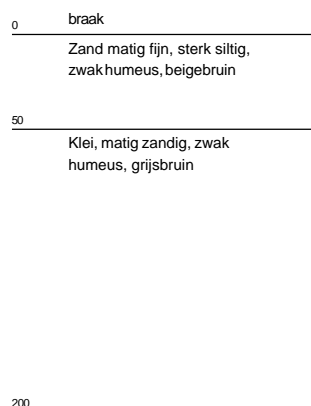 0 braak
Zand matig fijn, sterk siltig,
zwak humeus, beigebruin
50
Klei, matig zandig, zwak
humeus, grijsbruin
200